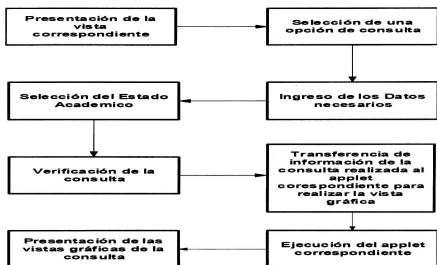 Presentación de la
vista
correspondiente
Selección de una
opción de consulta
Ingreso de los Datos
necesarios
Selección del Estado
Academico
Verificación de la
consulta
Transferencia de
información de la
consulta realizada al
applet
corespondiente para
realizar la vista
gráfica
Ejecución del applet
correspondiente
Presentación de las
vistas gráficas de la
consulta